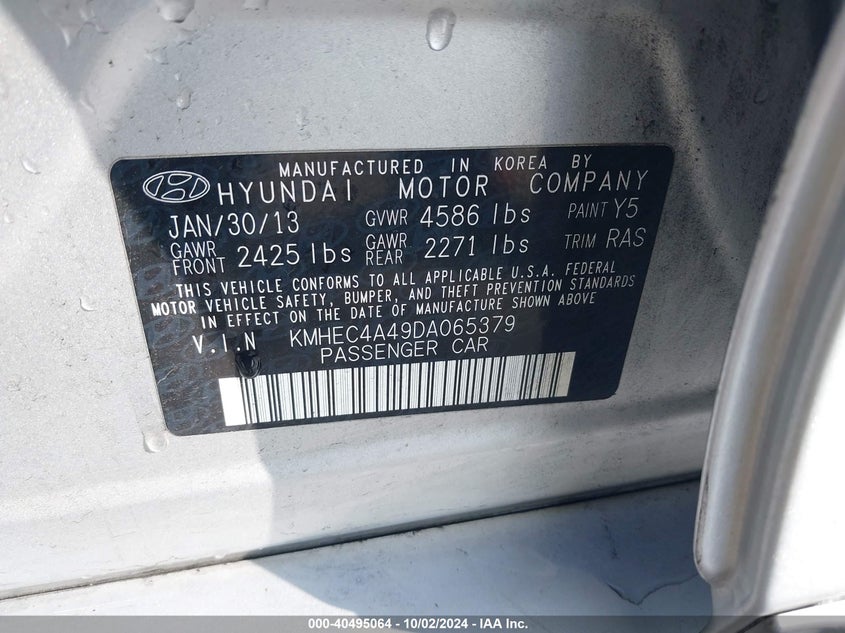 MANUFACTURED IN KOREA BY
HYUNDAI MOTOR COMPANY
JAN/30/13 GVWR 4586 lbs PAINT Y5
GAWR FRONT 2425 lbs GAWR REAR 2271 lbs TRIM RAS
THIS VEHICLE CONFORMS TO ALL APPLICABLE U.S.A. FEDERAL
MOTOR VEHICLE SAFETY, BUMPER, AND THEFT PREVENTION STANDARDS
IN EFFECT ON THE DATE OF MANUFACTURE SHOWN ABOVE
V.I.N KMHEC4A49DA065379
PASSENGER CAR
000-40495064 - 10/02/2024 - IAA Inc.